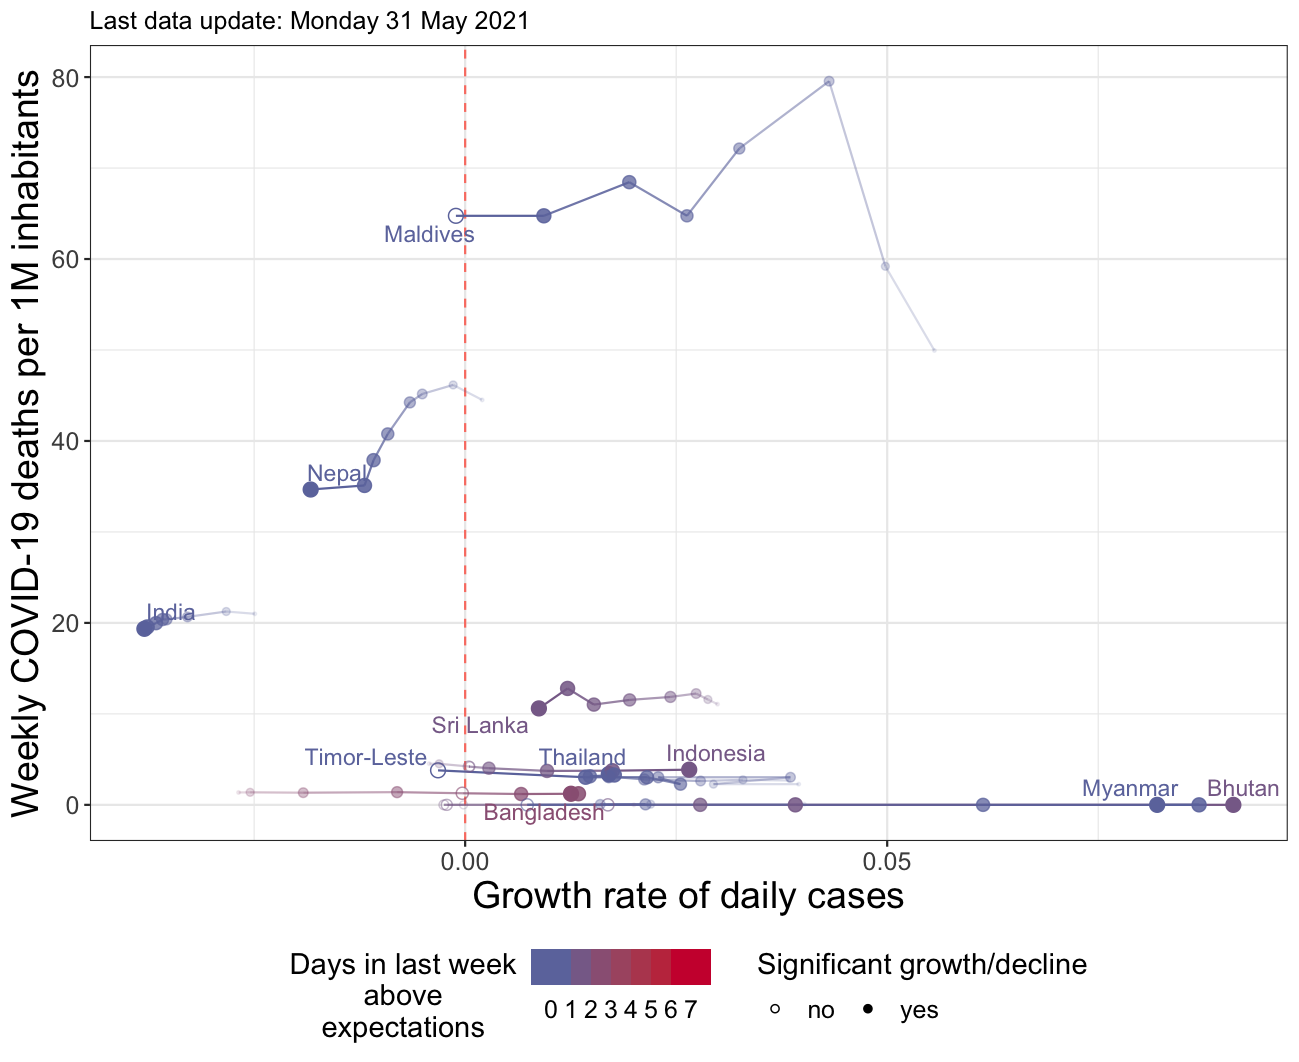 Last data update: Monday 31 May 2021
Weekly COVID-19 deaths per 1M inhabitants
80
60
40
20
0
Maldives
Nepal
India
Sri Lanka
Timor-Leste
Thailand
Indonesia
Myanmar
Bhutan
Bangladesh
0.00
0.05
Growth rate of daily cases
Days in last week
above
expectations
0 1 2 3 4 5 6 7
Significant growth/decline
no
yes